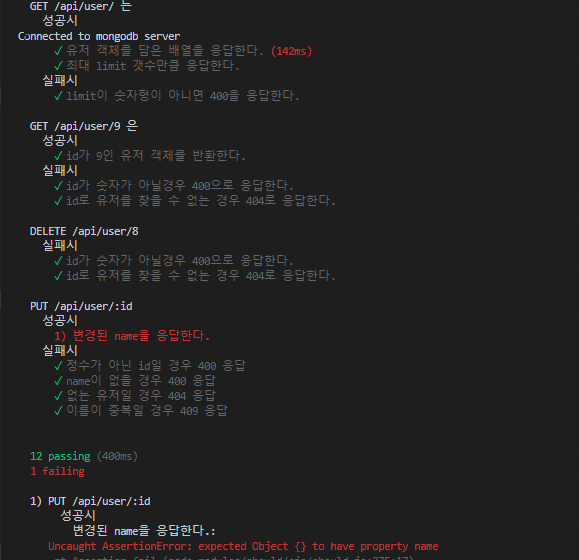 GET /api/user/ 는
성공시
Connected to mongodb server
✓ 유저 객체를 담은 배열을 응답한다. (142ms)
✓ 최대 limit 갯수만큼 응답한다.
실패시
✓ limit이 숫자형이 아니면 400을 응답한다.
GET /api/user/9 은
성공시
✓ id가 9인 유저 객체를 반환한다.
실패시
✓ id가 숫자가 아닐경우 400으로 응답한다.
✓ id로 유저를 찾을 수 없는 경우 404로 응답한다.
DELETE /api/user/8
실패시
✓ id가 숫자가 아닐경우 400으로 응답한다.
✓ id로 유저를 찾을 수 없는 경우 404로 응답한다.
PUT /api/user/:id
성공시
1) 변경된 name을 응답한다.
실패시
✓ 정수가 아닌 id일 경우 400 응답
✓ name이 없을 경우 400 응답
✓ 없는 유저일 경우 404 응답
✓ 이름이 중복일 경우 409 응답
12 passing (400ms)
1 failing
1) PUT /api/user/:id
성공시
변경된 name을 응답한다.:
Uncaught AssertionError: expected Object {} to have property name